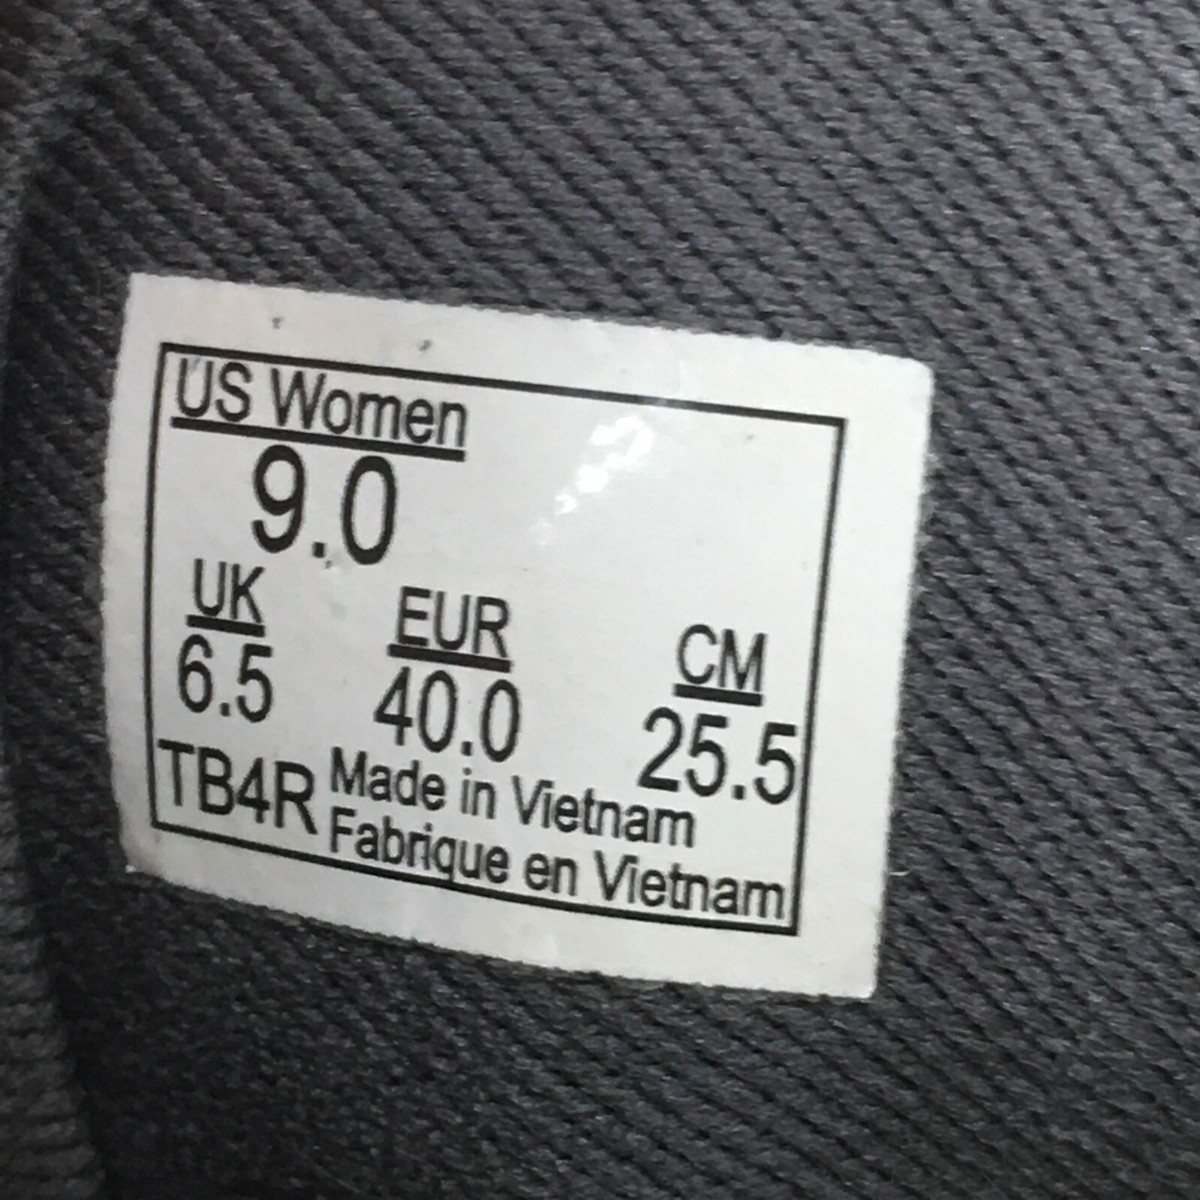 US Women
9.0
UK EUR CM
6.5 40.0 25.5
TB4R Made in Vietnam
Fabrique en Vietnam